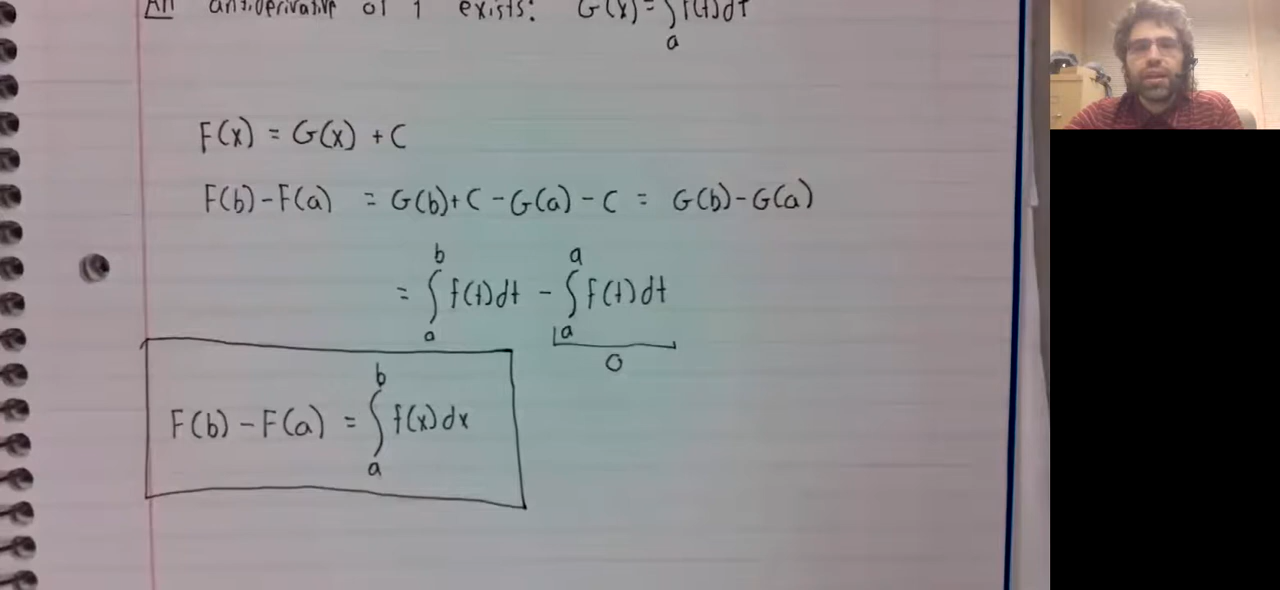 An antiderivative of f exists: G(x) = ∫ₐ f(t)dt
F(x) = G(x) + C
F(b) - F(a) = G(b) + C - G(a) - C = G(b) - G(a)
= ∫ₐᵇ f(t)dt - ∫ₐᵃ f(t)dt
0
F(b) - F(a) = ∫ₐᵇ f(x)dx